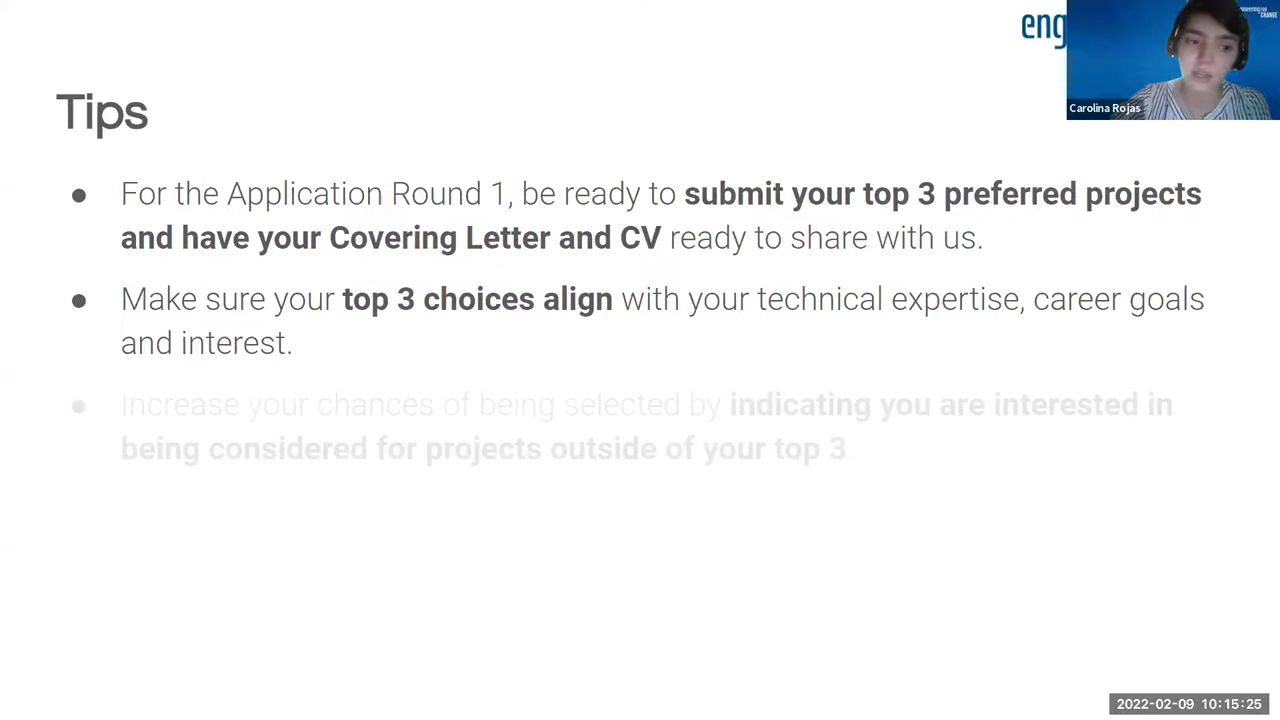 eng
Carolina Rojas
CHANGE
Tips
● For the Application Round 1, be ready to submit your top 3 preferred projects
and have your Covering Letter and CV ready to share with us.
● Make sure your top 3 choices align with your technical expertise, career goals
and interest.
● Increase your chances of being selected by indicating you are interested in
being considered for projects outside of your top 3.
2022-02-09 10:15:25